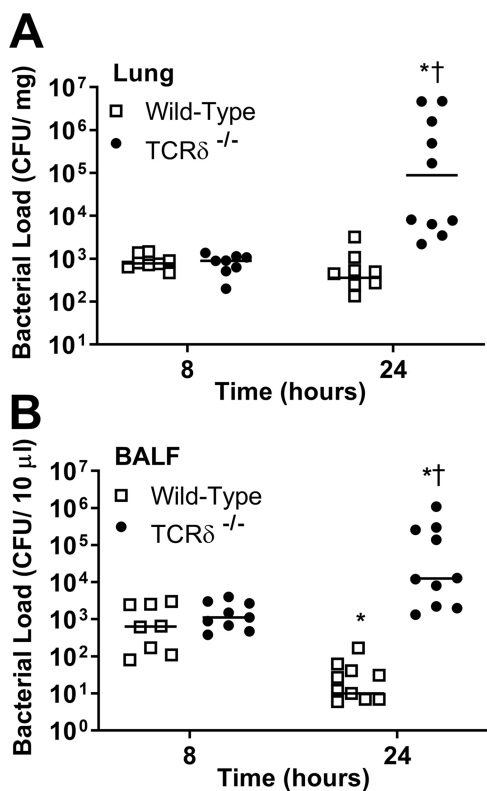 A
Lung
Wild-Type
TCRδ -/-
*†
Bacterial Load (CFU/ mg)
10⁷
10⁶
10⁵
10⁴
10³
10²
10¹
8
24
Time (hours)
B
BALF
Wild-Type
TCRδ -/-
*†
*
Bacterial Load (CFU/ 10 μl)
10⁷
10⁶
10⁵
10⁴
10³
10²
10¹
10⁰
8
24
Time (hours)